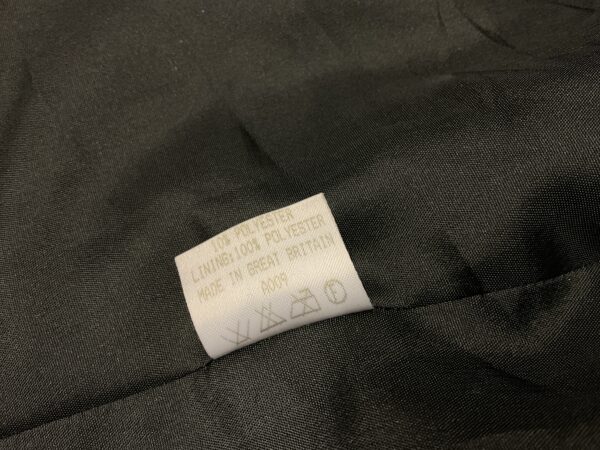 10% POLYESTER
LINING:100% POLYESTER
MADE IN GREAT BRITAIN
A009
F